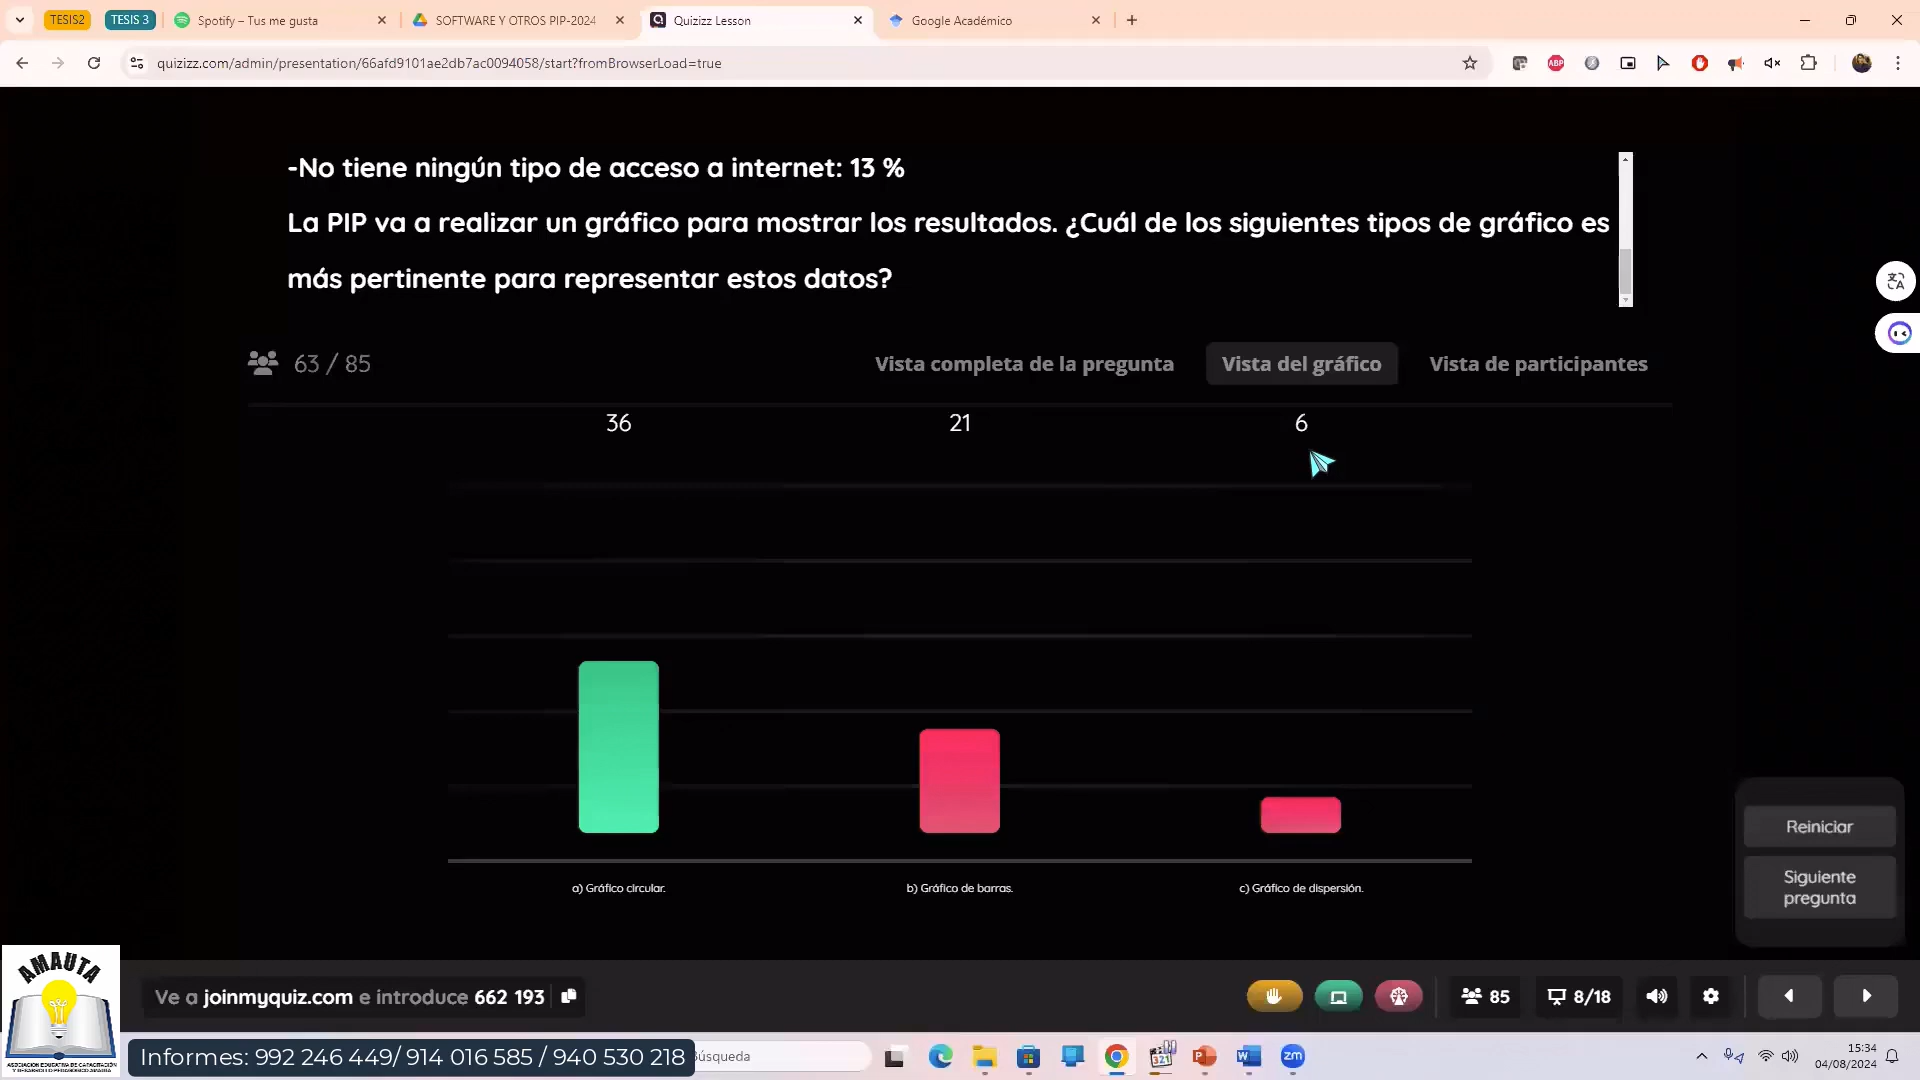 TESIS2
TESIS 3
Spotify – Tus me gusta
SOFTWARE Y OTROS PIP-2024
Quizizz Lesson
Google Académico
quizizz.com/admin/presentation/66afd9101ae2db7ac0094058/start?fromBrowserLoad=true
ABP
-No tiene ningún tipo de acceso a internet: 13 %
La PIP va a realizar un gráfico para mostrar los resultados. ¿Cuál de los siguientes tipos de gráfico es
más pertinente para representar estos datos?
63 / 85
Vista completa de la pregunta
Vista del gráfico
Vista de participantes
36
21
6
a) Gráfico circular.
b) Gráfico de barras.
c) Gráfico de dispersión.
Reiniciar
Siguiente
pregunta
AMAUTA
Ve a joinmyquiz.com e introduce 662 193
85
8/18
Informes: 992 246 449/ 914 016 585 / 940 530 218
Búsqueda
321
zm
15:34
04/08/2024